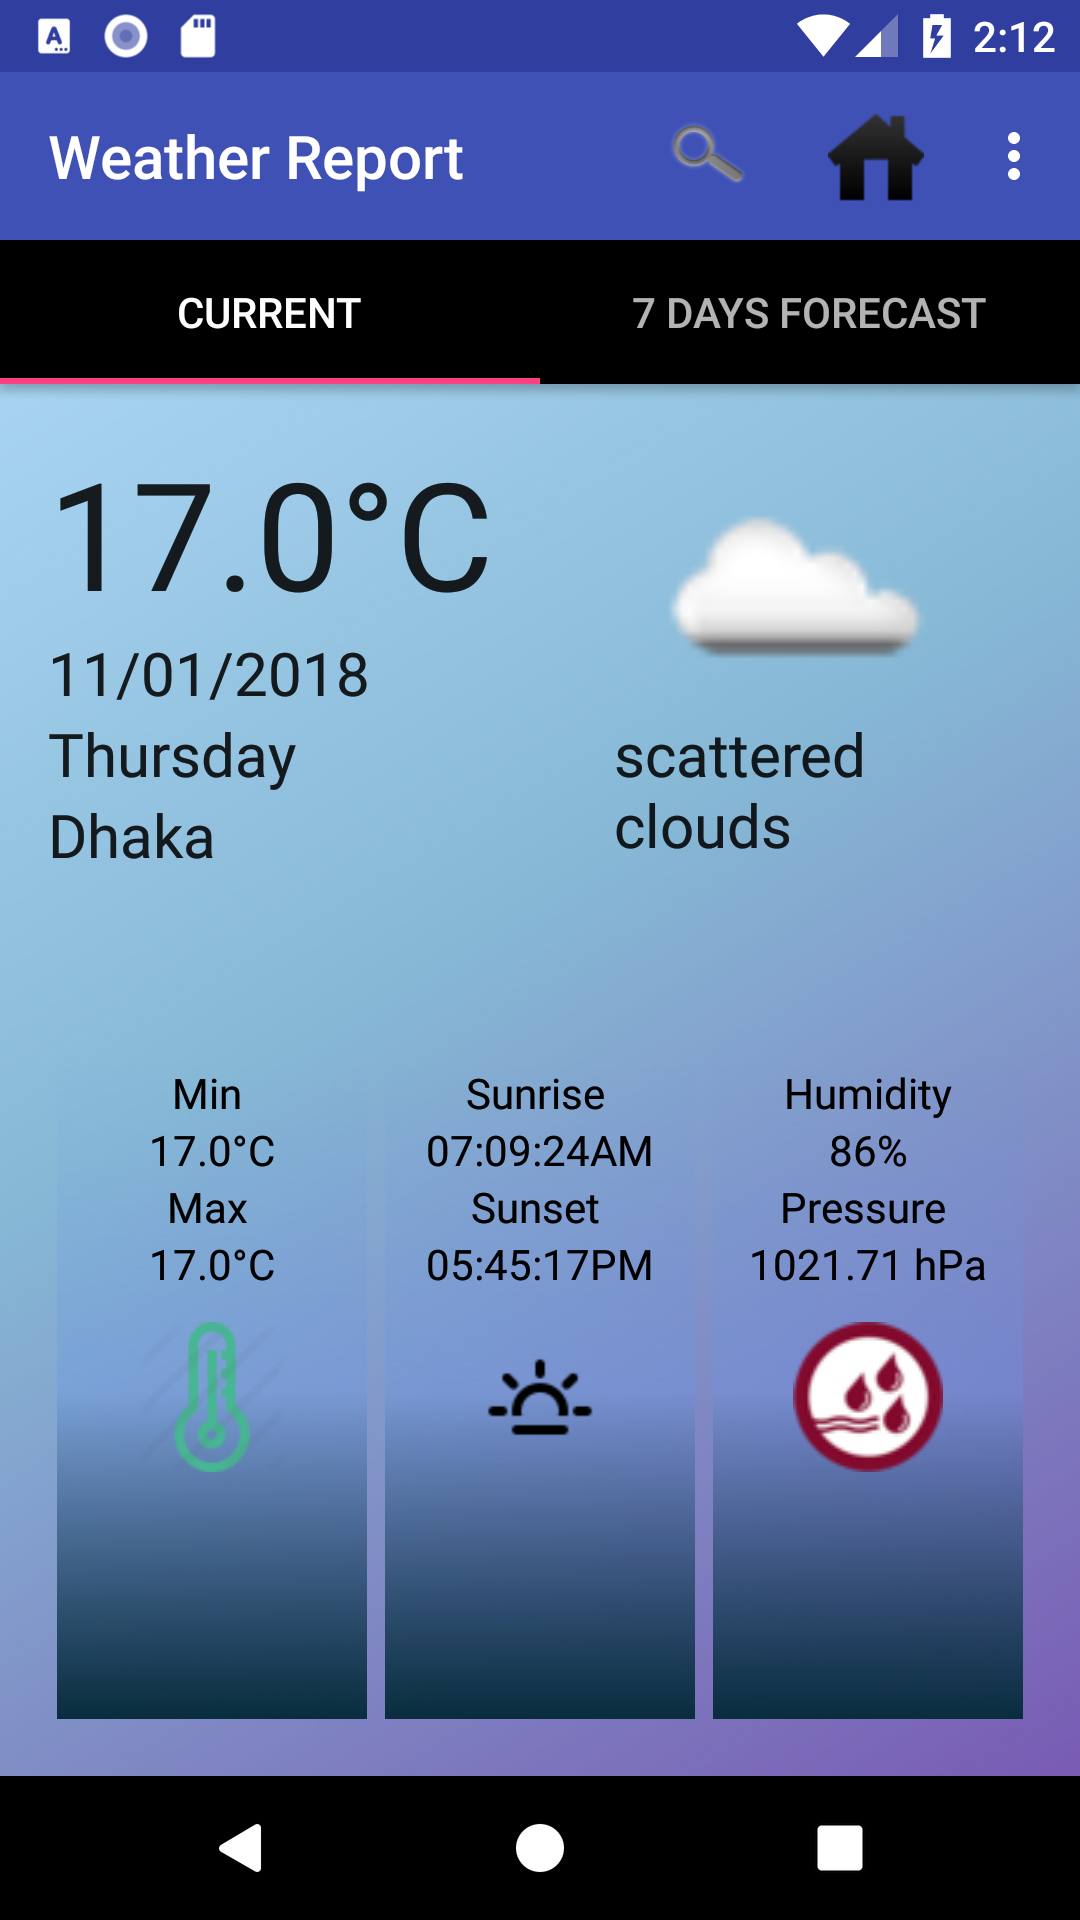 2:12
Weather Report
CURRENT
7 DAYS FORECAST
17.0°C
11/01/2018
Thursday
Dhaka
scattered
clouds
Min
17.0°C
Max
17.0°C
Sunrise
07:09:24AM
Sunset
05:45:17PM
Humidity
86%
Pressure
1021.71 hPa